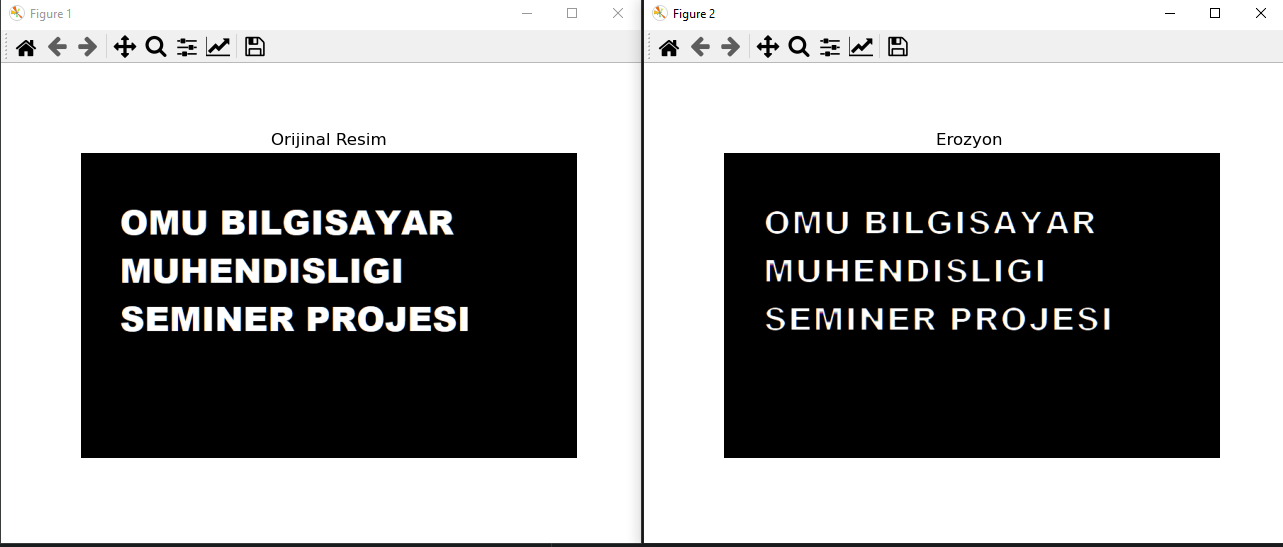 Figure 1
Orijinal Resim
OMU BILGISAYAR
MUHENDISLIGI
SEMINER PROJESI
Figure 2
Erozyon
OMU BILGISAYAR
MUHENDISLIGI
SEMINER PROJESI